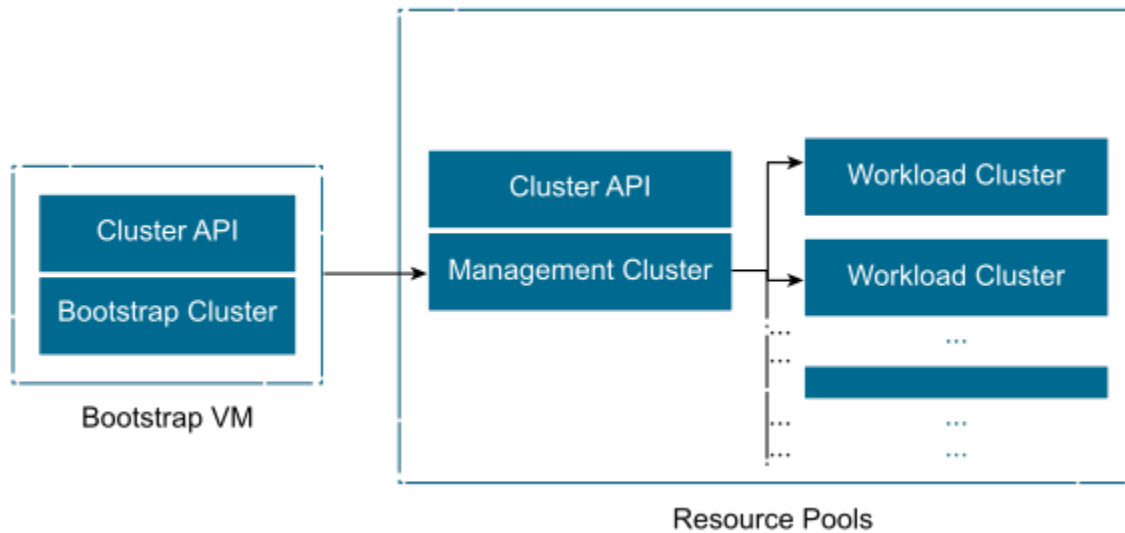 Cluster API
Bootstrap Cluster
Bootstrap VM
Cluster API
Management Cluster
Workload Cluster
Workload Cluster
...
...
...
...
...
...
...
Resource Pools